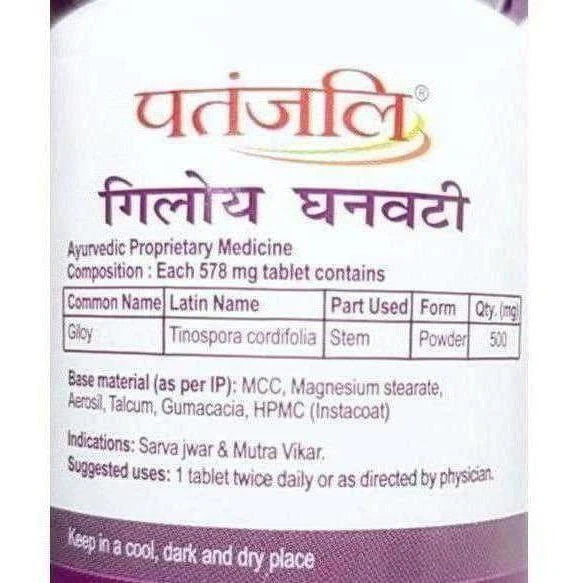 पतंजलि®
गिलोय घनवटी
Ayurvedic Proprietary Medicine
Composition : Each 578 mg tablet contains
Common Name Latin Name Part Used Form Qty. (mg)
Giloy Tinospora cordifolia Stem Powder 500
Base material (as per IP): MCC, Magnesium stearate,
Aerosil, Talcum, Gumacacia, HPMC (Instacoat)
Indications: Sarva jwar & Mutra Vikar.
Suggested uses: 1 tablet twice daily or as directed by physician.
Keep in a cool, dark and dry place